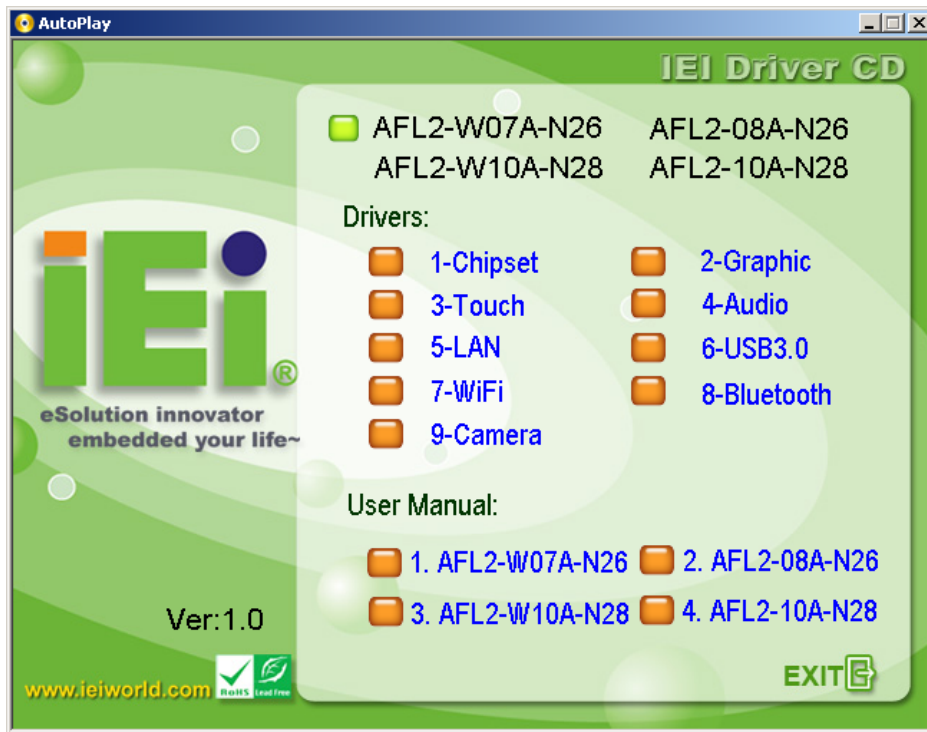 AutoPlay
IEI Driver CD
AFL2-W07A-N26 AFL2-08A-N26
AFL2-W10A-N28 AFL2-10A-N28
Drivers:
1-Chipset 2-Graphic
3-Touch 4-Audio
5-LAN 6-USB3.0
7-WiFi 8-Bluetooth
9-Camera
iEi®
eSolution innovator
embedded your life~
User Manual:
1. AFL2-W07A-N26 2. AFL2-08A-N26
3. AFL2-W10A-N28 4. AFL2-10A-N28
Ver:1.0
www.ieiworld.com RoHS Lead Free
EXIT